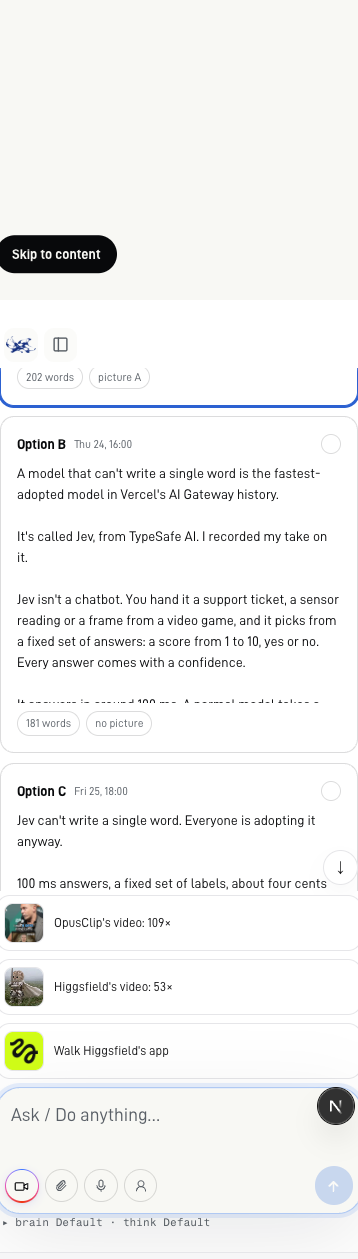 Skip to content
202 words picture A
Option B Thu 24, 16:00
A model that can't write a single word is the fastest-
adopted model in Vercel's AI Gateway history.
It's called Jev, from TypeSafe AI. I recorded my take on
it.
Jev isn't a chatbot. You hand it a support ticket, a sensor
reading or a frame from a video game, and it picks from
a fixed set of answers: a score from 1 to 10, yes or no.
Every answer comes with a confidence.
181 words no picture
Option C Fri 25, 18:00
Jev can't write a single word. Everyone is adopting it
anyway.
100 ms answers, a fixed set of labels, about four cents
OpusClip's video: 109×
Higgsfield's video: 53×
Walk Higgsfield's app
Ask / Do anything...
▸ brain Default · think Default